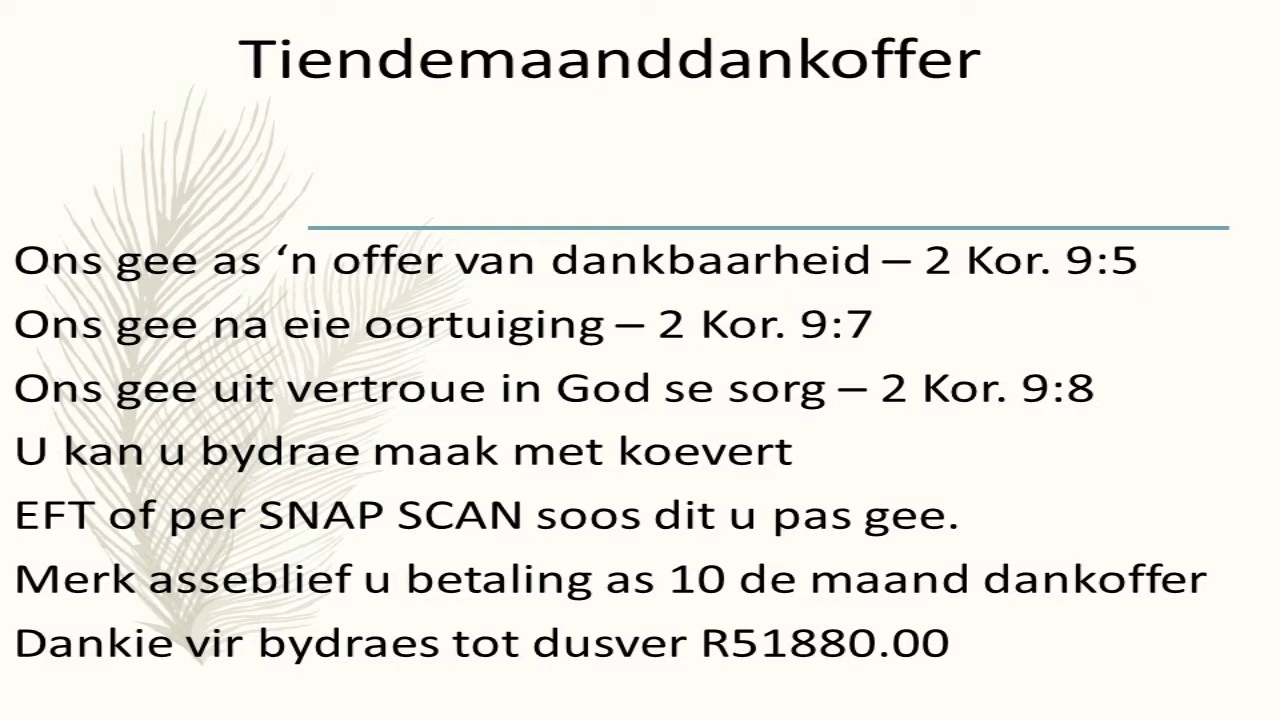 Tiendemaanddankoffer
Ons gee as ‘n offer van dankbaarheid – 2 Kor. 9:5
Ons gee na eie oortuiging – 2 Kor. 9:7
Ons gee uit vertroue in God se sorg – 2 Kor. 9:8
U kan u bydrae maak met koevert
EFT of per SNAP SCAN soos dit u pas gee.
Merk asseblief u betaling as 10 de maand dankoffer
Dankie vir bydraes tot dusver R51880.00